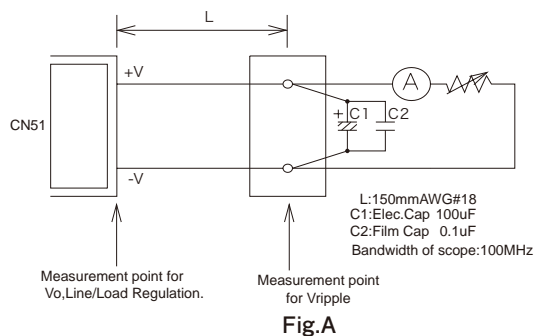 L
+V
A
CN51
+ C1 C2
-V
L:150mmAWG#18
C1:Elec.Cap 100uF
C2:Film Cap 0.1uF
Bandwidth of scope:100MHz
Measurement point for
Vo,Line/Load Regulation.
Measurement point
for Vripple
Fig.A